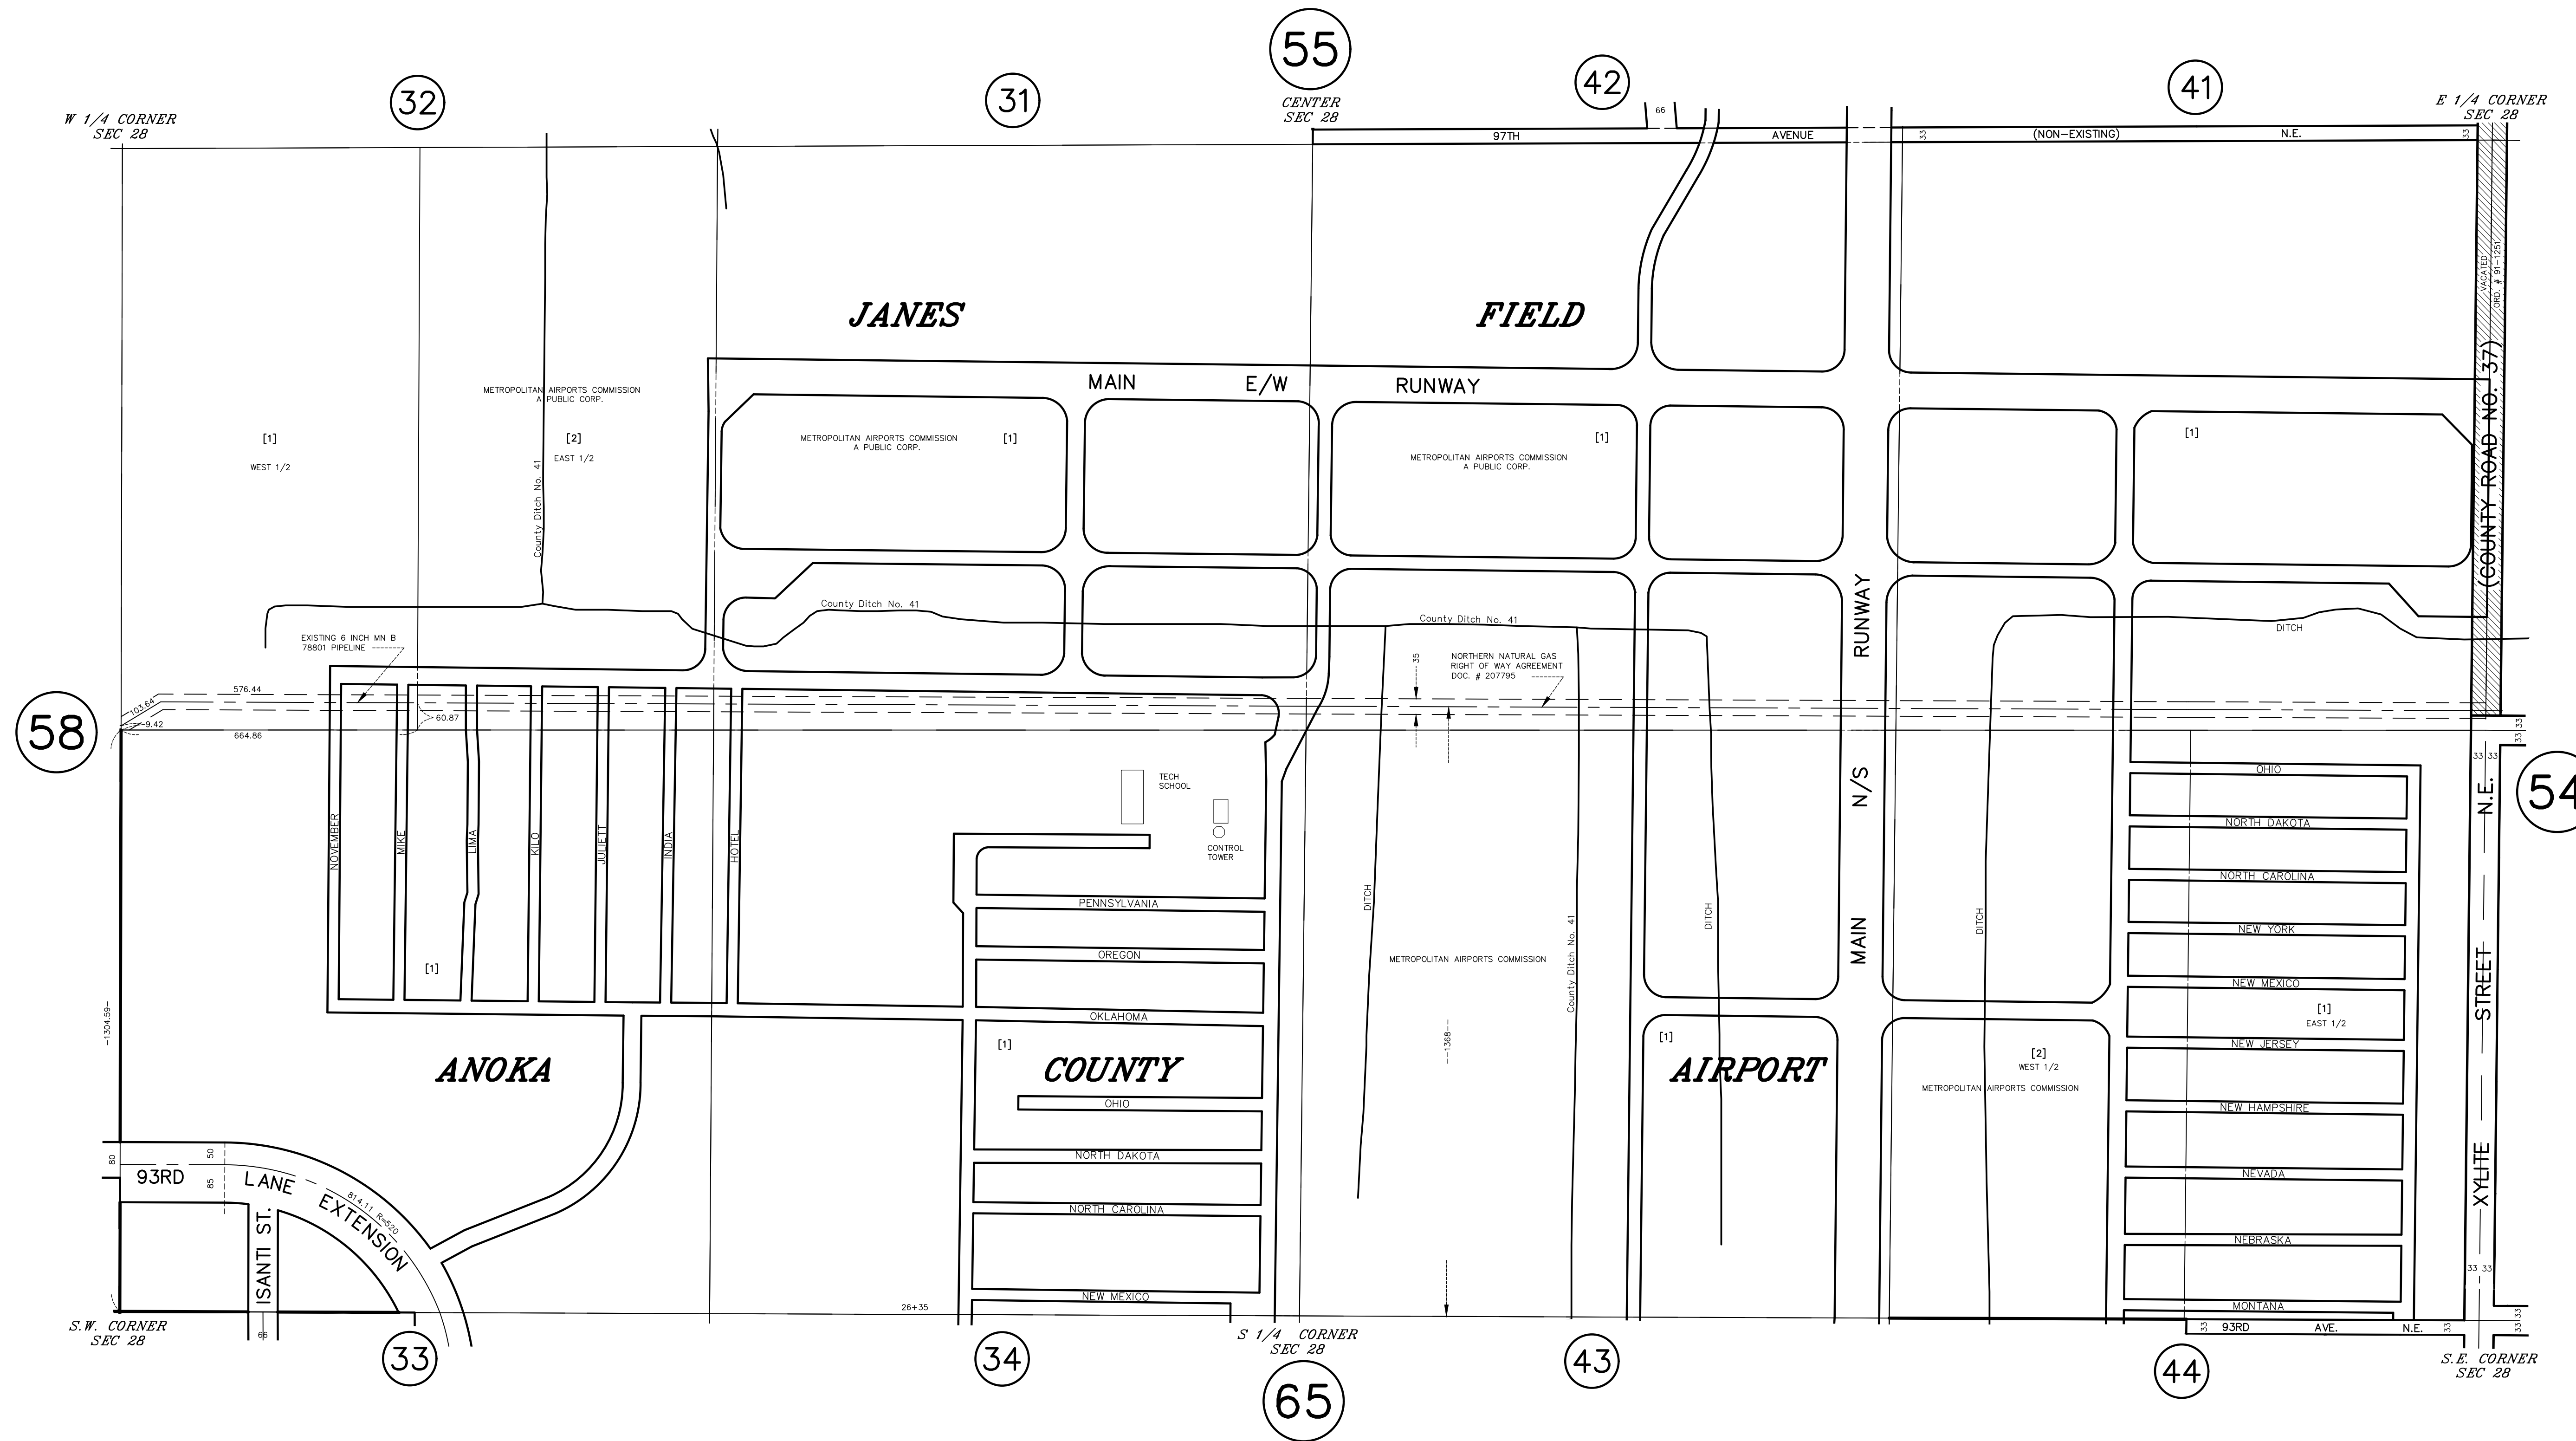 55
32
31
42
41
W 1/4 CORNER
SEC 28
CENTER
SEC 28
E 1/4 CORNER
SEC 28
66
97TH
AVENUE
33
(NON-EXISTING)
N.E.
33
VACATED
ORD. # 91-1251
JANES
FIELD
(COUNTY ROAD NO. 37)
MAIN
E/W
RUNWAY
METROPOLITAN AIRPORTS COMMISSION
A PUBLIC CORP.
[1]
WEST 1/2
[2]
EAST 1/2
County Ditch No. 41
METROPOLITAN AIRPORTS COMMISSION
A PUBLIC CORP.
[1]
METROPOLITAN AIRPORTS COMMISSION
A PUBLIC CORP.
[1]
[1]
County Ditch No. 41
County Ditch No. 41
DITCH
RUNWAY
N/S
MAIN
EXISTING 6 INCH MN B
78801 PIPELINE
35
NORTHERN NATURAL GAS
RIGHT OF WAY AGREEMENT
DOC. # 207795
576.44
103.64
9.42
60.87
664.86
58
33
33
33 33
54
TECH
SCHOOL
CONTROL
TOWER
NOVEMBER
MIKE
LIMA
KILO
JULIETT
INDIA
HOTEL
OHIO
NORTH DAKOTA
NORTH CAROLINA
NEW YORK
NEW MEXICO
[1]
EAST 1/2
NEW JERSEY
NEW HAMPSHIRE
NEVADA
NEBRASKA
MONTANA
N.E.
STREET
XYLITE
PENNSYLVANIA
OREGON
OKLAHOMA
DITCH
County Ditch No. 41
DITCH
DITCH
METROPOLITAN AIRPORTS COMMISSION
[1]
-1304.59-
--1368--
[1]
[1]
[2]
WEST 1/2
METROPOLITAN AIRPORTS COMMISSION
ANOKA
COUNTY
AIRPORT
OHIO
NORTH DAKOTA
NORTH CAROLINA
NEW MEXICO
80
50
85
93RD
LANE
EXTENSION
814.11 R=520
ISANTI ST.
66
26+35
33 33
33
33
33
93RD
AVE.
N.E.
33
S.W. CORNER
SEC 28
S 1/4 CORNER
SEC 28
S.E. CORNER
SEC 28
33
34
43
44
65